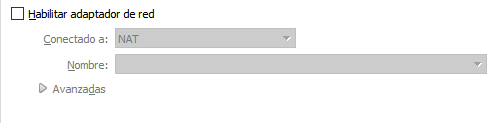 Habilitar adaptador de red
Conectado a: NAT
Nombre:
Avanzadas